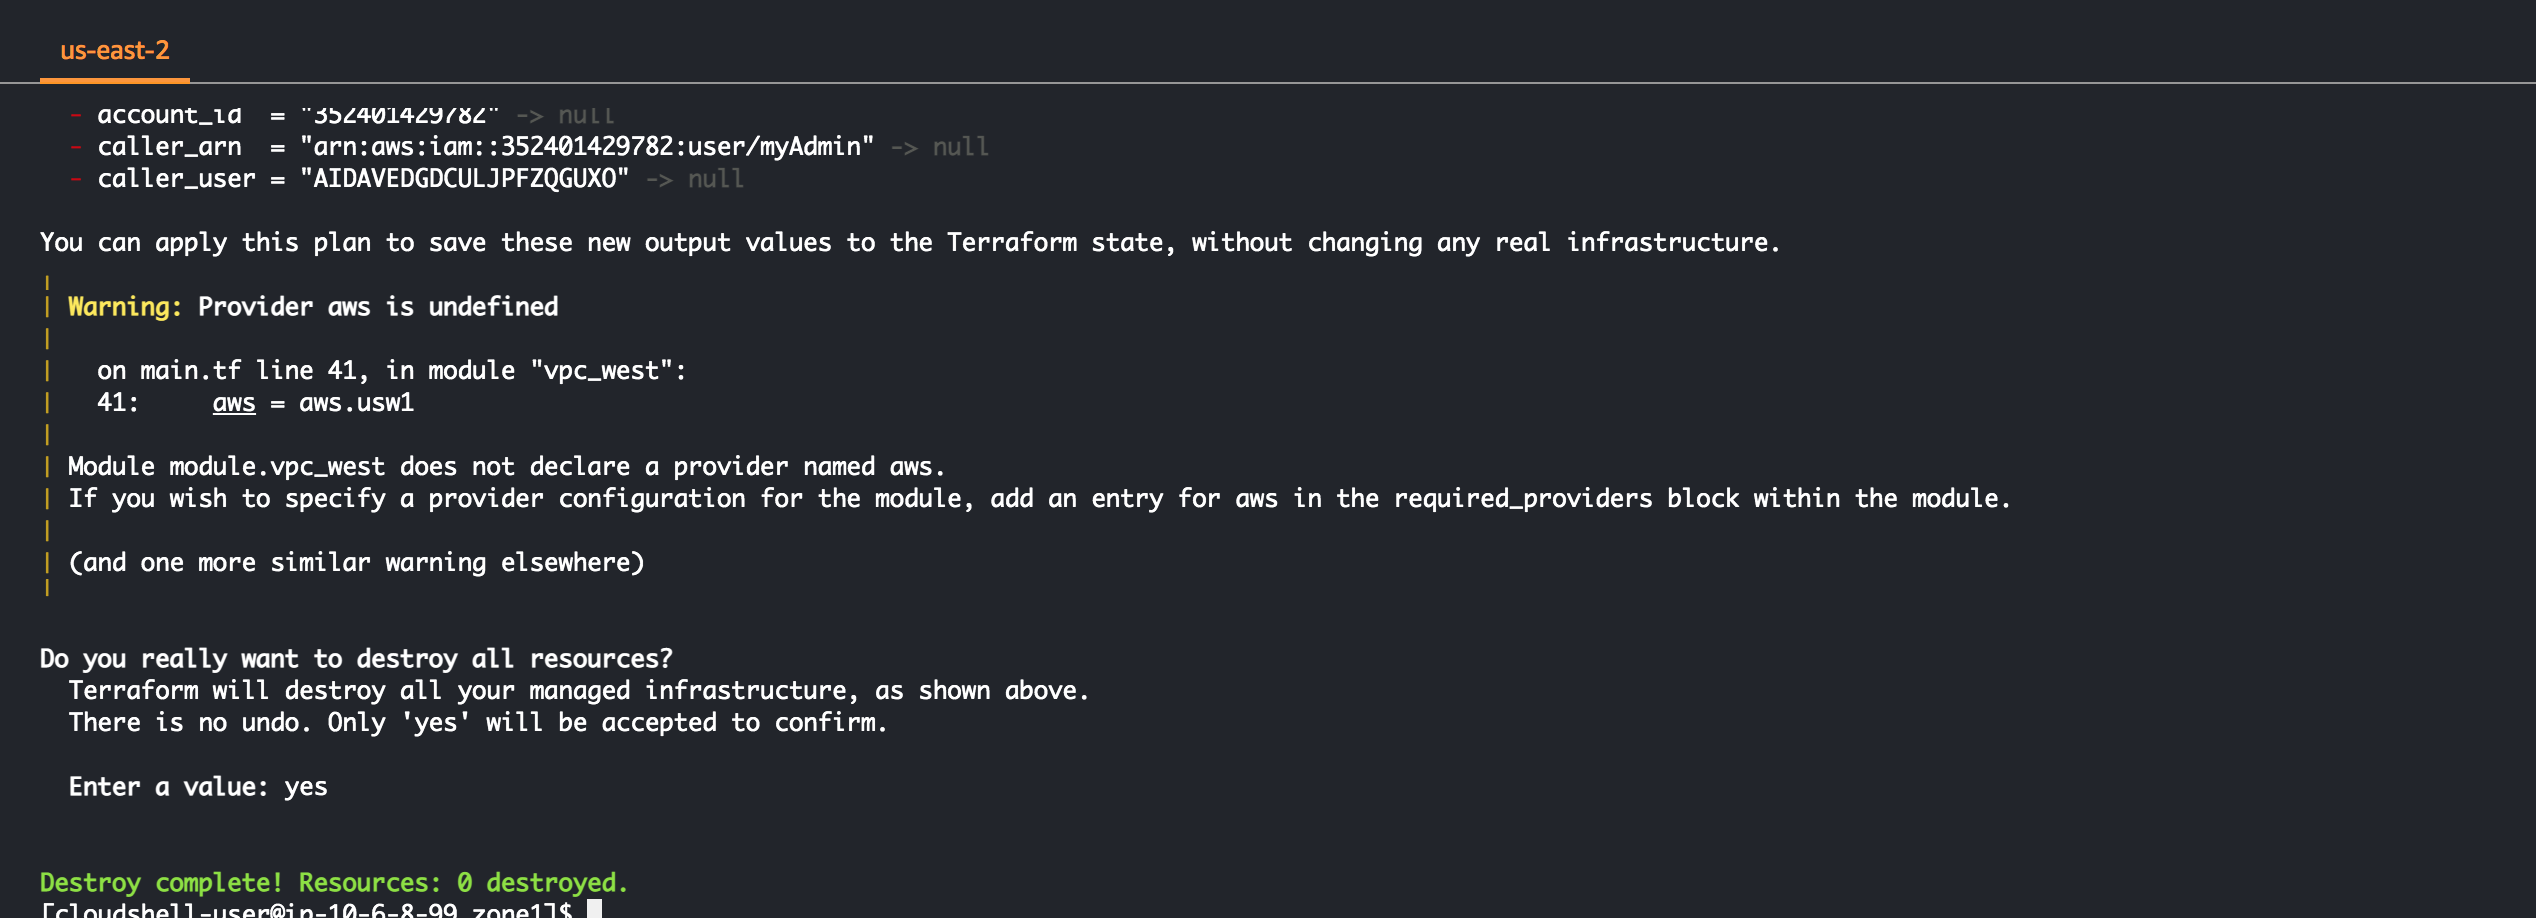 us-east-2
- account_id  = "352401429782" -> null
- caller_arn  = "arn:aws:iam::352401429782:user/myAdmin" -> null
- caller_user = "AIDAVEDGDCULJPFZQGUXO" -> null
You can apply this plan to save these new output values to the Terraform state, without changing any real infrastructure.
Warning: Provider aws is undefined
on main.tf line 41, in module "vpc_west":
41:     aws = aws.usw1
Module module.vpc_west does not declare a provider named aws.
If you wish to specify a provider configuration for the module, add an entry for aws in the required_providers block within the module.
(and one more similar warning elsewhere)
Do you really want to destroy all resources?
Terraform will destroy all your managed infrastructure, as shown above.
There is no undo. Only 'yes' will be accepted to confirm.
Enter a value: yes
Destroy complete! Resources: 0 destroyed.
[cloudshell-user@ip-10-6-8-99 zone1]$